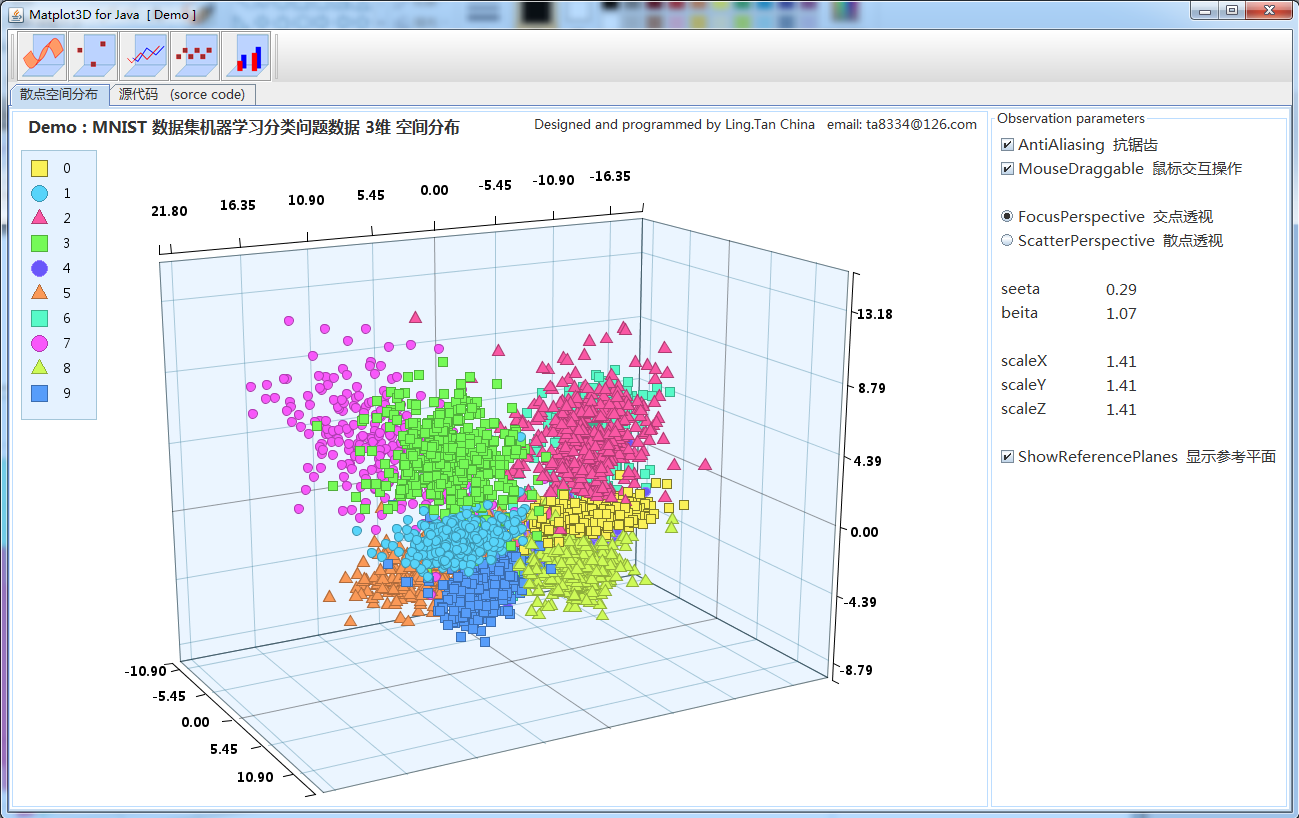 Matplot3D for Java [ Demo ]
散点空间分布
源代码 (sorce code)
Demo : MNIST 数据集机器学习分类问题数据 3维 空间分布
Designed and programmed by Ling.Tan China email: ta8334@126.com
0
1
2
3
4
5
6
7
8
9
21.80
16.35
10.90
5.45
0.00
-5.45
-10.90
-16.35
13.18
8.79
4.39
0.00
-4.39
-8.79
-10.90
-5.45
0.00
5.45
10.90
Observation parameters
AntiAliasing 抗锯齿
MouseDraggable 鼠标交互操作
FocusPerspective 交点透视
ScatterPerspective 散点透视
seeta 0.29
beita 1.07
scaleX 1.41
scaleY 1.41
scaleZ 1.41
ShowReferencePlanes 显示参考平面